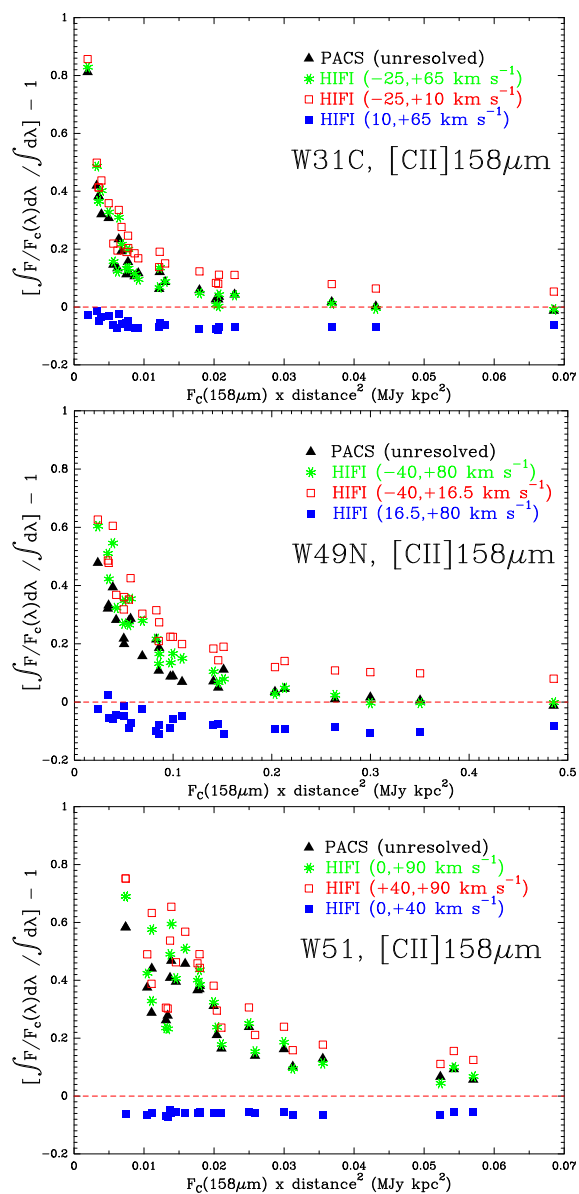 1
0.8
0.6
0.4
0.2
0
−0.2
[∫F/F_c(λ)dλ /∫dλ] − 1
PACS (unresolved)
HIFI (−25,+65 km s⁻¹)
HIFI (−25,+10 km s⁻¹)
HIFI (10,+65 km s⁻¹)
W31C, [CII]158μm
0 0.01 0.02 0.03 0.04 0.05 0.06 0.07
F_C(158μm) x distance² (MJy kpc²)
1
0.8
0.6
0.4
0.2
0
−0.2
[∫F/F_c(λ)dλ /∫dλ] − 1
PACS (unresolved)
HIFI (−40,+80 km s⁻¹)
HIFI (−40,+16.5 km s⁻¹)
HIFI (16.5,+80 km s⁻¹)
W49N, [CII]158μm
0 0.1 0.2 0.3 0.4 0.5
F_C(158μm) x distance² (MJy kpc²)
1
0.8
0.6
0.4
0.2
0
−0.2
[∫F/F_c(λ)dλ /∫dλ] − 1
PACS (unresolved)
HIFI (0,+90 km s⁻¹)
HIFI (+40,+90 km s⁻¹)
HIFI (0,+40 km s⁻¹)
W51, [CII]158μm
0 0.01 0.02 0.03 0.04 0.05 0.06 0.07
F_C(158μm) x distance² (MJy kpc²)